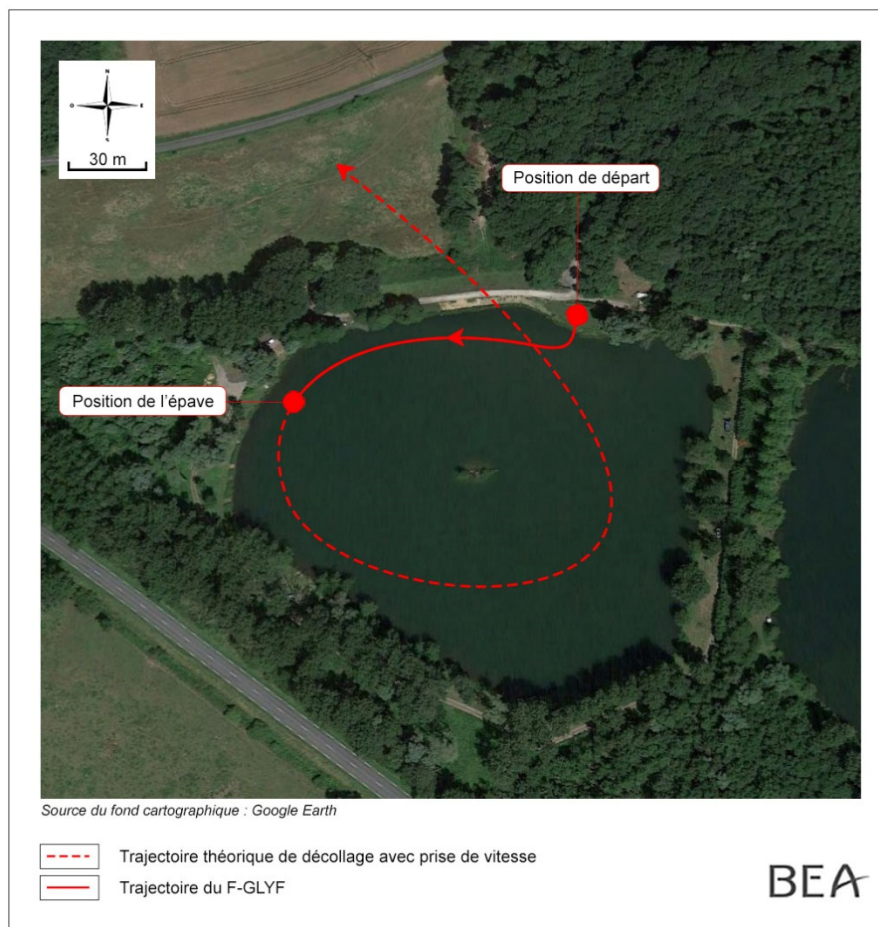 N
O E
S
30 m
Position de départ
Position de l'épave
Source du fond cartographique : Google Earth
Trajectoire théorique de décollage avec prise de vitesse
Trajectoire du F-GLYF
BEA